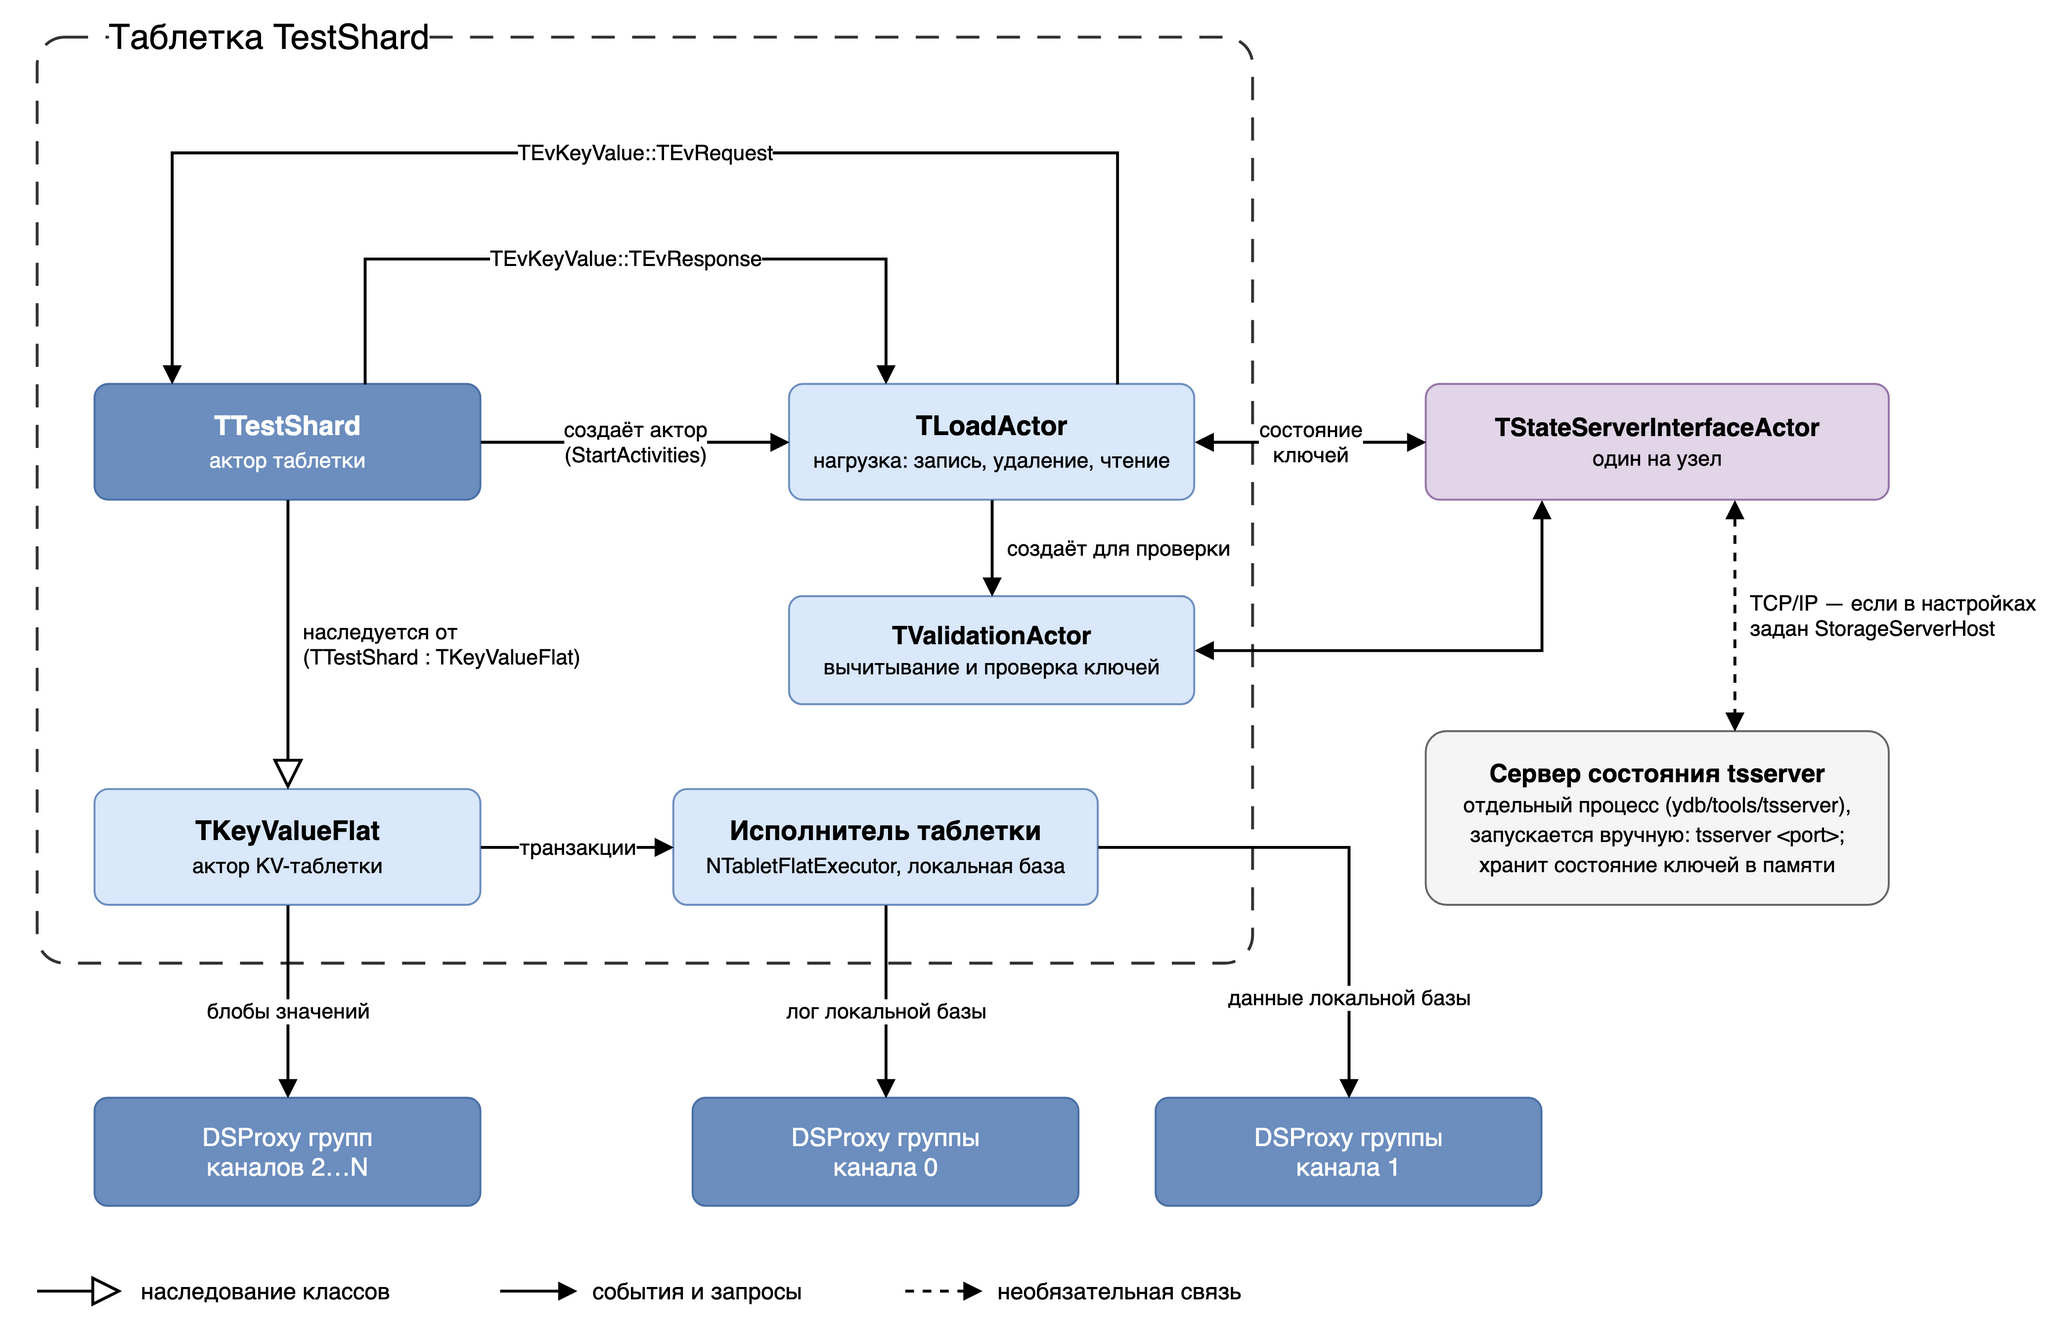 Таблетка TestShard
TEvKeyValue::TEvRequest
TEvKeyValue::TEvResponse
TTestShard
актор таблетки
создаёт актор
(StartActivities)
TLoadActor
нагрузка: запись, удаление, чтение
состояние
ключей
TStateServerInterfaceActor
один на узел
создаёт для проверки
TCP/IP — если в настройках
задан StorageServerHost
наследуется от
(TTestShard : TKeyValueFlat)
TValidationActor
вычитывание и проверка ключей
TKeyValueFlat
актор KV-таблетки
транзакции
Исполнитель таблетки
NTabletFlatExecutor, локальная база
Сервер состояния tsserver
отдельный процесс (ydb/tools/tsserver),
запускается вручную: tsserver <port>;
хранит состояние ключей в памяти
блобы значений
лог локальной базы
данные локальной базы
DSProxy групп
каналов 2…N
DSProxy группы
канала 0
DSProxy группы
канала 1
наследование классов
события и запросы
необязательная связь